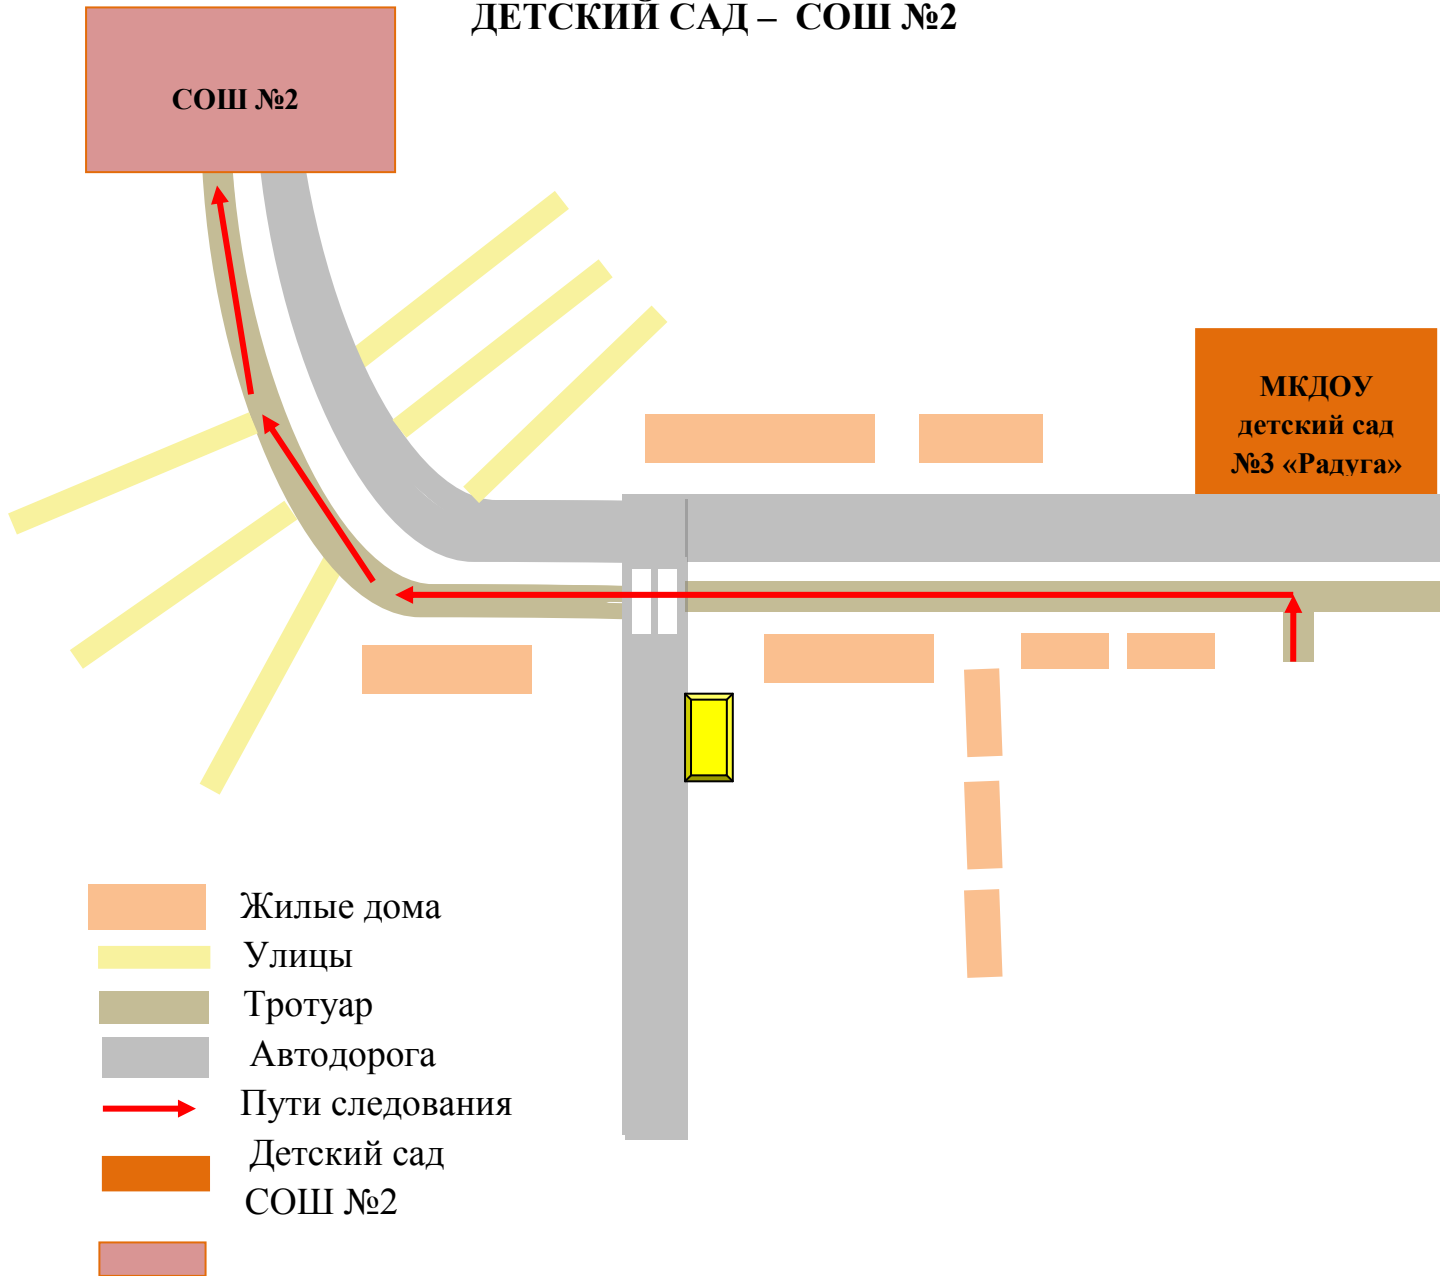 ДЕТСКИЙ САД – СОШ №2
СОШ №2
МКДОУ
детский сад
№3 «Радуга»
Жилые дома
Улицы
Тротуар
Автодорога
Пути следования
Детский сад
СОШ №2